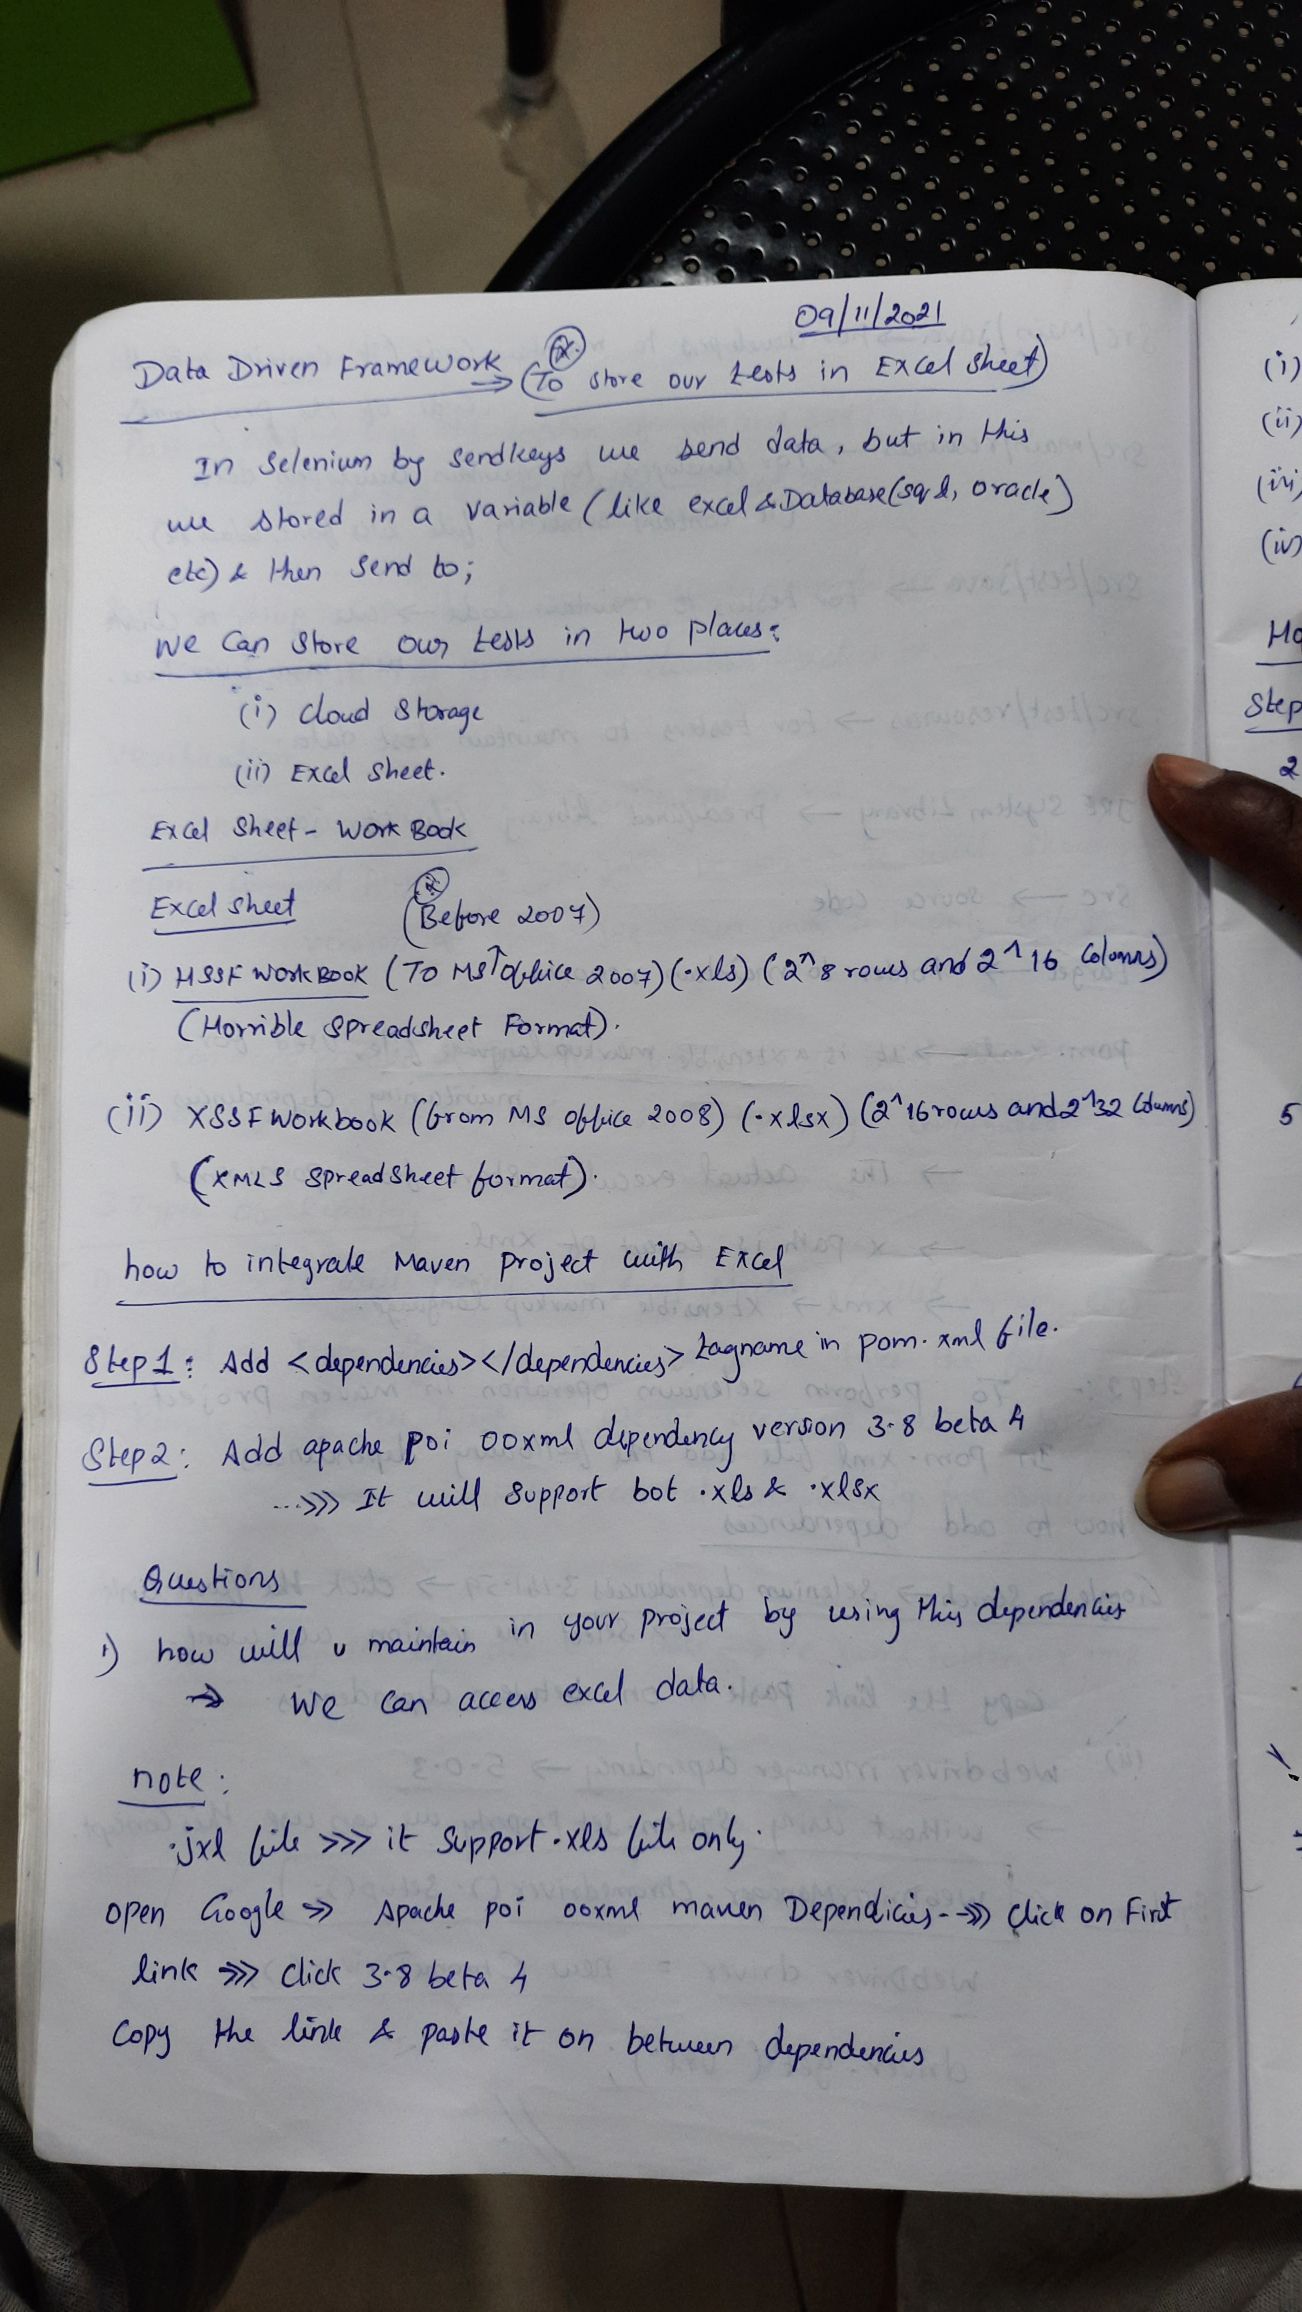 09/11/2021
Data Driven Framework → (To store our tests in Excel sheet)
In Selenium by sendkeys we send data, but in this
we stored in a variable (like excel & Database(sql, oracle)
etc) & then send to;
We Can Store our tests in two places:
(i) Cloud Storage
(ii) Excel Sheet.
Excel Sheet - Work Book
Excel sheet (Before 2007)
(i) HSSF Work Book (To MS Office 2007) (.xls) (2^8 rows and 2^16 Columns)
(Horrible Spreadsheet Format).
(ii) XSSF Workbook (from MS office 2008) (.xlsx) (2^16 rows and 2^32 Columns)
(XMLS spreadsheet format).
how to integrate Maven project with Excel
Step 1: Add <dependencies></dependencies> tagname in pom.xml file.
Step 2: Add apache poi ooxml dependency version 3.8 beta 4
...>>> It will support bot .xls & .xlsx
Questions
1) how will u maintain in your project by using this dependencies
→ We can access excel data.
note:
.jxl file >>> it support .xls file only.
open Google ->> Apache poi ooxml maven Dependicies-->>> Click on First
link ->>> click 3.8 beta 4
Copy the link & paste it on between dependencies
(i)
(ii)
(iii)
(iv)
Step
2
5